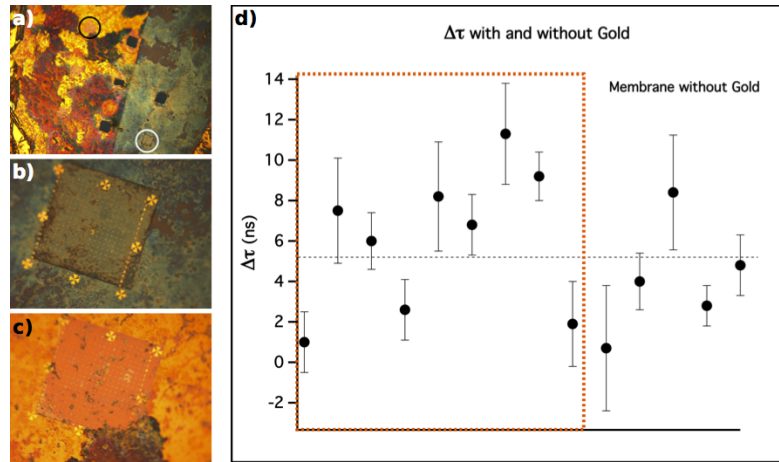 a)
b)
c)
d)
Δτ with and without Gold
Membrane without Gold
Δτ (ns)
14
12
10
8
6
4
2
0
-2